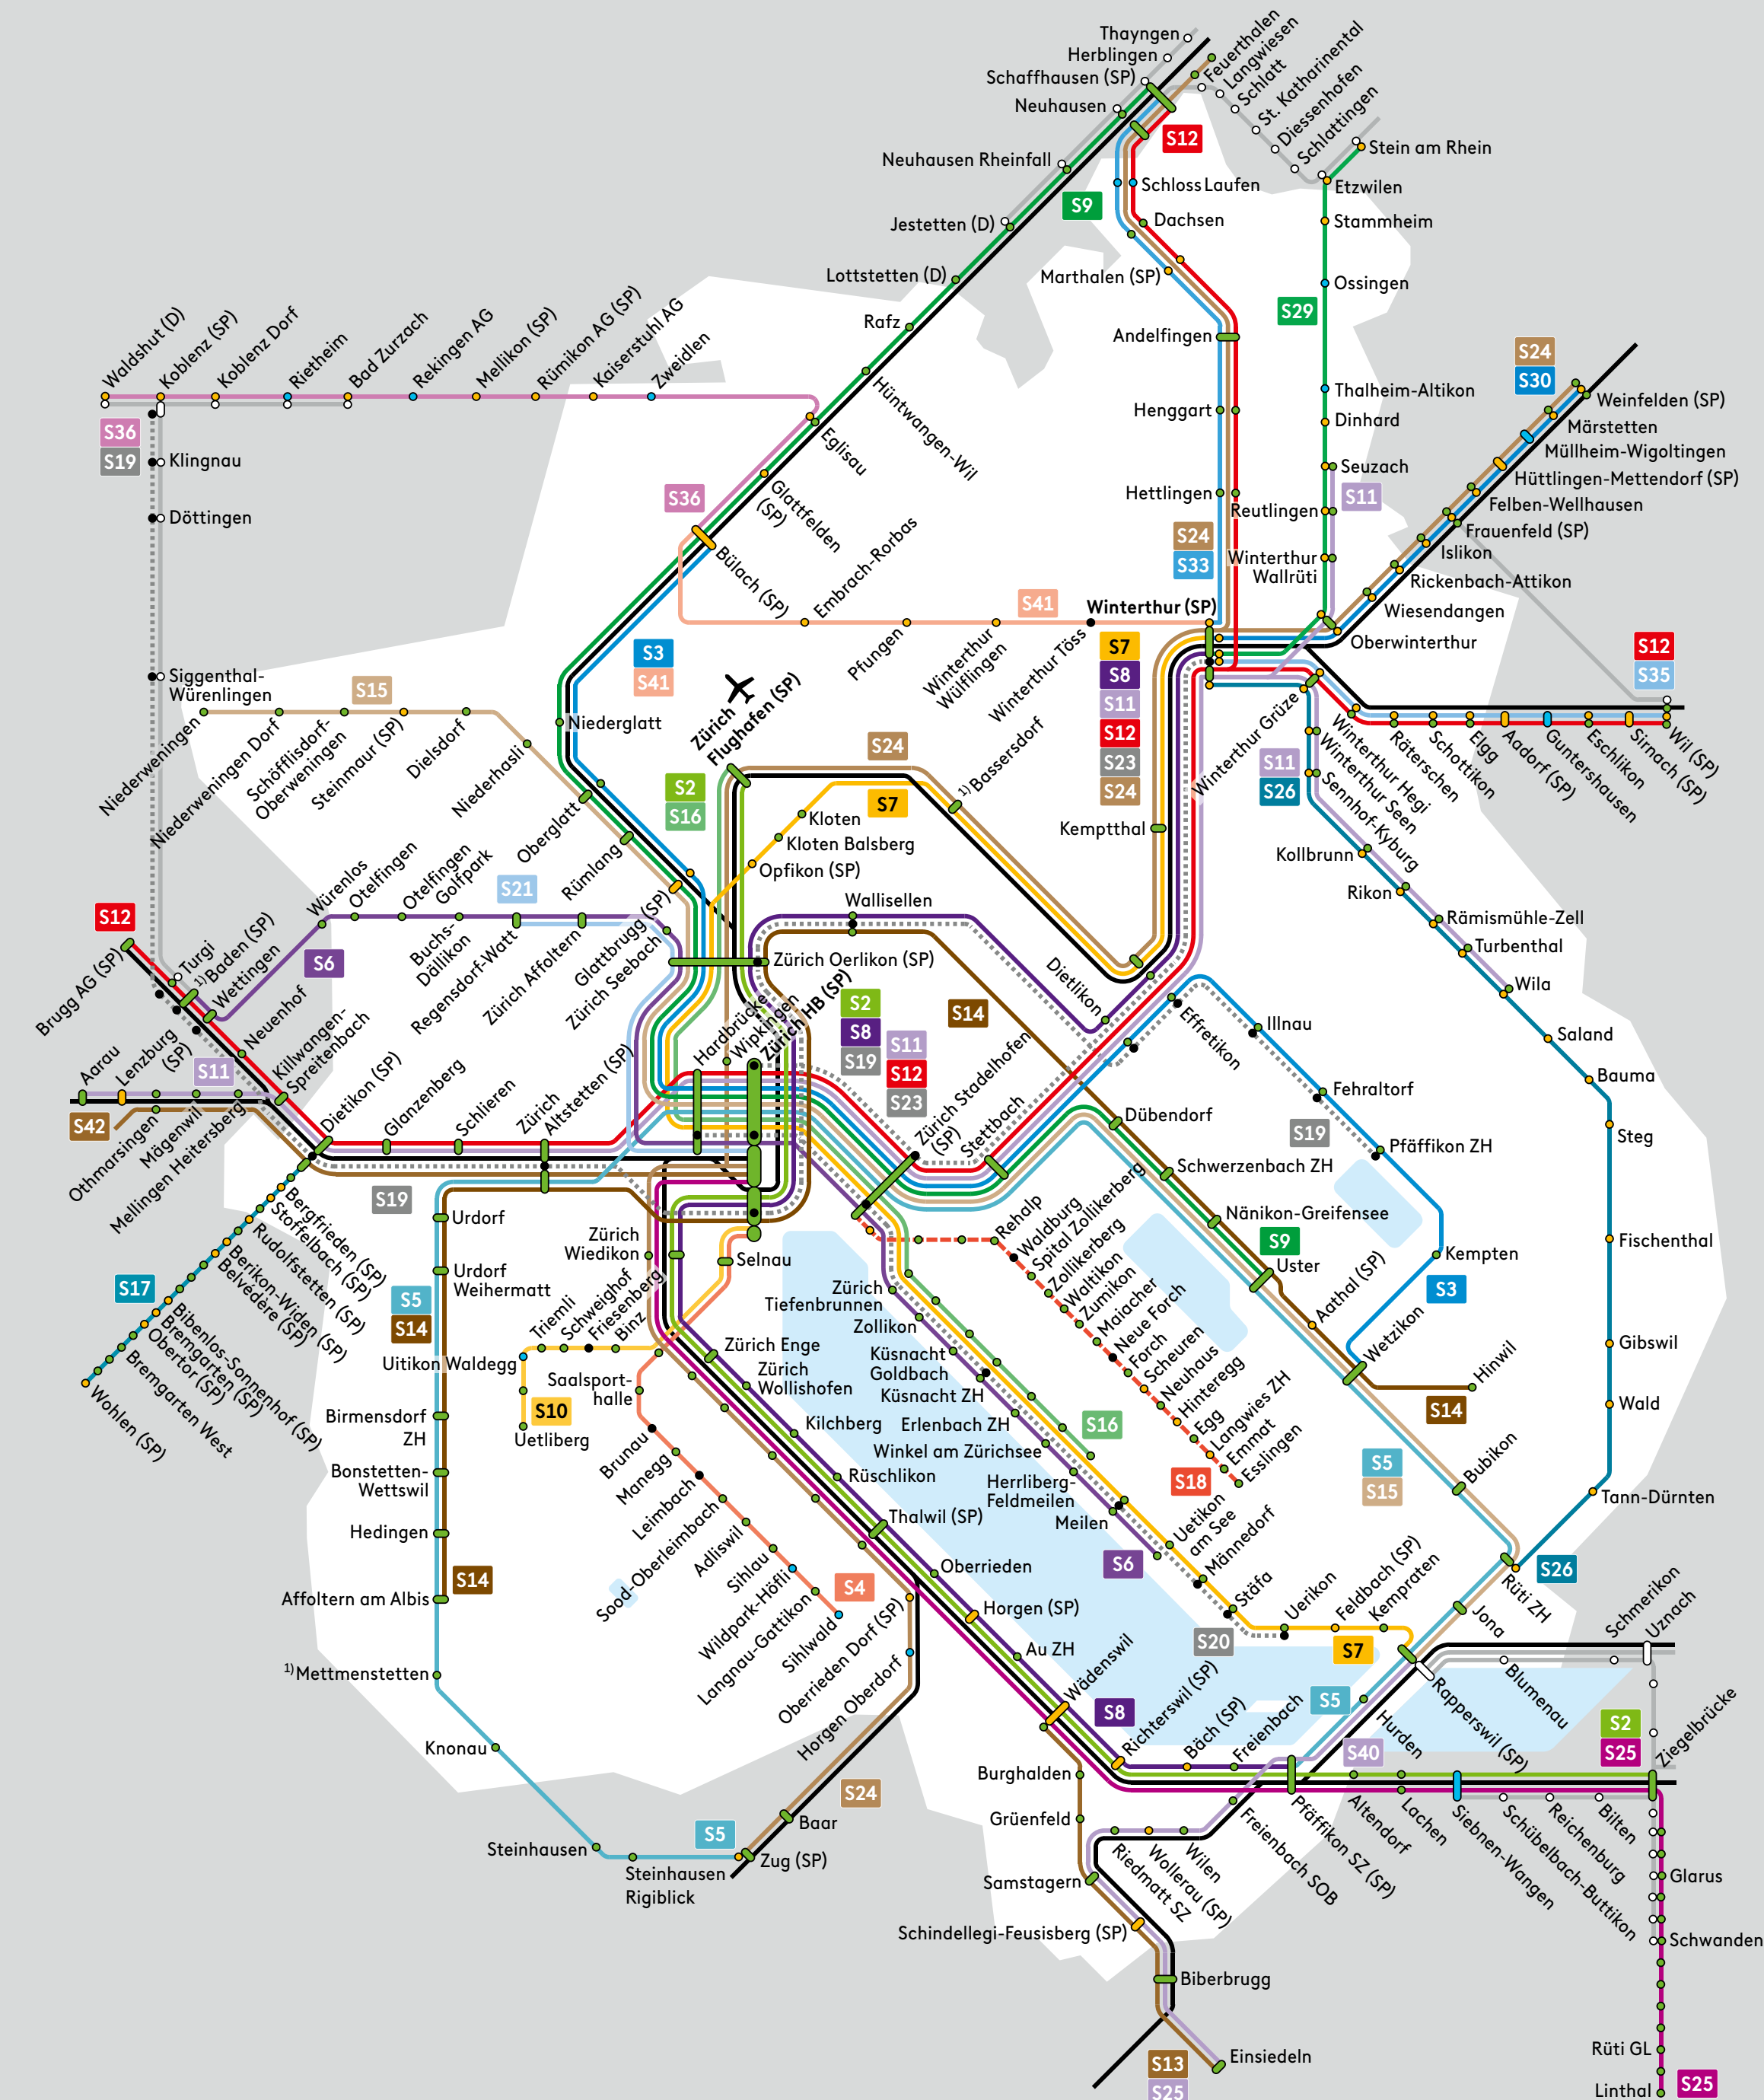 Thayngen
Herblingen
Schaffhausen (SP)
Neuhausen
Feuerthalen
Langwiesen
Schlatt
St. Katharinental
Diessenhofen
Schlattingen
S12
Stein am Rhein
Etzwilen
Neuhausen Rheinfall
Schloss Laufen
S9
Dachsen
Stammheim
Jestetten (D)
Marthalen (SP)
Lottstetten (D)
Ossingen
S29
Rafz
Andelfingen
Waldshut (D)
Koblenz (SP)
Koblenz Dorf
Rietheim
Bad Zurzach
Rekingen AG
Mellikon (SP)
Rümikon AG (SP)
Kaiserstuhl AG
Zweidlen
S36
S19
Klingnau
Döttingen
Siggenthal-
Würenlingen
Hüntwangen-Wil
Eglisau
Glattfelden
(SP)
S36
Bülach (SP)
Embrach-Rorbas
Henggart
Thalheim-Altikon
Dinhard
Seuzach
S11
Hettlingen
Reutlingen
S24
S33
Winterthur
Wallrüti
S24
S30
Weinfelden (SP)
Märstetten
Müllheim-Wigoltingen
Hüttlingen-Mettendorf (SP)
Felben-Wellhausen
Frauenfeld (SP)
Islikon
Rickenbach-Attikon
Wiesendangen
Oberwinterthur
S3
S41
Pfungen
Winterthur
Wülflingen
Winterthur Töss
S41
Winterthur (SP)
S7
S8
S11
S12
S23
S24
S12
S35
S15
Niederweningen
Niederweningen Dorf
Schöfflisdorf-
Oberweningen
Steinmaur (SP)
Dielsdorf
Niederhasli
Niederglatt
Oberglatt
Rümlang
Zürich
Flughafen (SP)
S2
S16
S24
S7
1) Bassersdorf
Kloten
Kloten Balsberg
Opfikon (SP)
Kemptthal
Winterthur Grüze
Winterthur Hegi
Räterschen
Schottikon
Elgg
Aadorf (SP)
Guntershausen
Eschlikon
Sirnach (SP)
Wil (SP)
S11
S26
Winterthur Seen
Sennhof-Kyburg
Kollbrunn
Rikon
Rämismühle-Zell
Turbenthal
Wila
Saland
Bauma
Steg
Fischenthal
Gibswil
Wald
Tann-Dürnten
S12
Brugg AG (SP)
Turgi
1) Baden (SP)
Wettingen
Neuenhof
Killwangen-
Spreitenbach
Würenlos
Otelfingen
Otelfingen
Golfpark
Buchs-
Dällikon
Regensdorf-Watt
Zürich Affoltern
Zürich Seebach
Glattbrugg (SP)
S21
S6
Wallisellen
Zürich Oerlikon (SP)
Dietlikon
Hardbrücke
Wipkingen
Zürich HB (SP)
S2
S8
S19
S11
S12
S23
S14
Effretikon
Illnau
Fehraltorf
S19
Pfäffikon ZH
Kempten
S3
Aarau
Lenzburg
(SP)
S11
S42
Othmarsingen
Mägenwil
Mellingen Heitersberg
Dietikon (SP)
Glanzenberg
Schlieren
Zürich
Altstetten (SP)
S19
Zürich Stadelhofen
(SP)
Stettbach
Dübendorf
Schwerzenbach ZH
Nänikon-Greifensee
S9
Uster
Aathal (SP)
Wetzikon
Hinwil
S14
Bergfrieden (SP)
Stoffelbach (SP)
Rudolfstetten (SP)
Berikon-Widen (SP)
Belvédère (SP)
Bibenlos-Sonnenhof (SP)
Bremgarten (SP)
Obertor (SP)
Bremgarten West
Wohlen (SP)
S17
Urdorf
Urdorf
Weihermatt
S5
S14
Zürich
Wiedikon
Selnau
Triemli
Schweighof
Friesenberg
Binz
Uitikon Waldegg
S10
Uetliberg
Saalsport-
halle
Brunau
Manegg
Leimbach
Sood-Oberleimbach
Adliswil
Sihlau
Wildpark-Höfli
Langnau-Gattikon
Sihlwald
S4
Birmensdorf
ZH
Bonstetten-
Wettswil
Hedingen
S14
Affoltern am Albis
1) Mettmenstetten
Knonau
Steinhausen
Steinhausen
Rigiblick
S5
Zug (SP)
Baar
S24
Horgen Oberdorf
Oberrieden Dorf (SP)
Zürich Enge
Zürich
Wollishofen
Kilchberg
Rüschlikon
Thalwil (SP)
Oberrieden
Horgen (SP)
Au ZH
Wädenswil
S8
Richterswil (SP)
Bäch (SP)
Freienbach
Rehalp
Waldburg
Spital Zollikerberg
Zollikerberg
Waltikon
Zumikon
Maiacher
Neue Forch
Forch
Scheuren
Neuhaus
Hinteregg
Egg
Langwies ZH
Emmat
Esslingen
S18
Zürich
Tiefenbrunnen
Zollikon
Küsnacht
Goldbach
Küsnacht ZH
Erlenbach ZH
Winkel am Zürichsee
Herrliberg-
Feldmeilen
Meilen
S16
S6
Uetikon
am See
Männedorf
Stäfa
S20
Uerikon
Feldbach (SP)
Kempraten
S7
S5
S15
Bubikon
S26
Rüti ZH
Jona
Rapperswil (SP)
Blumenau
Schmerikon
Uznach
S5
Hurden
S40
S2
S25
Ziegelbrücke
Burghalden
Grüenfeld
Samstagern
Riedmatt SZ
Wollerau (SP)
Wilen
Freienbach SOB
Pfäffikon SZ (SP)
Altendorf
Lachen
Siebnen-Wangen
Schübelbach-Buttikon
Reichenburg
Bilten
Glarus
Schwanden
Schindellegi-Feusisberg (SP)
Biberbrugg
Einsiedeln
S13
S25
Rüti GL
Linthal
S25